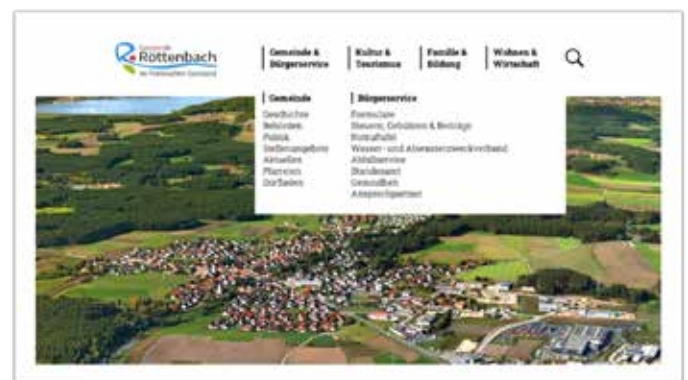 Gemeinde
Röttenbach
im Fränkischen Seenland
Gemeinde &
Bürgerservice
Kultur &
Tourismus
Familie &
Bildung
Wohnen &
Wirtschaft
Gemeinde
Geschichte
Behörden
Politik
Stellenangebote
Aktuelles
Pfarreien
Dorfladen
Bürgerservice
Formulare
Steuern, Gebühren & Beiträge
Notruftafel
Wasser- und Abwasserzweckverband
Abfallservice
Standesamt
Gesundheit
Ansprechpartner